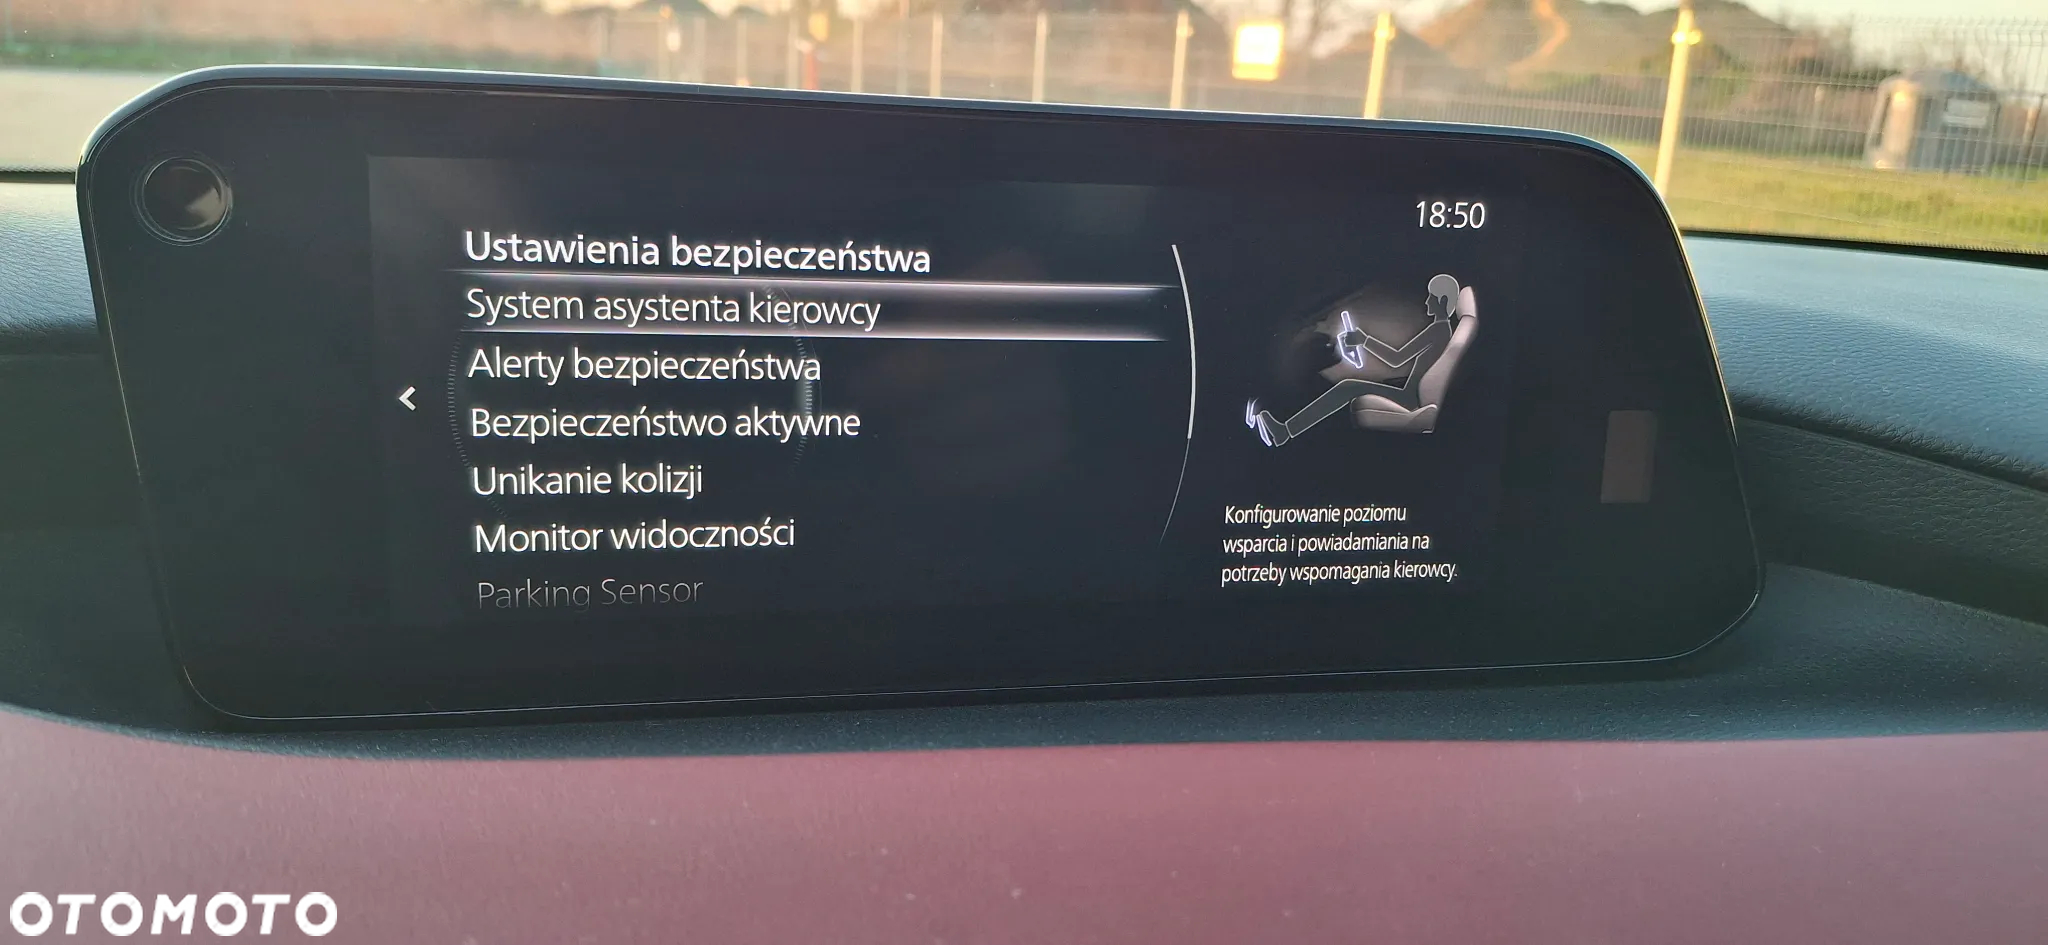 18:50
Ustawienia bezpieczeństwa
System asystenta kierowcy
Alerty bezpieczeństwa
Bezpieczeństwo aktywne
Unikanie kolizji
Monitor widoczności
Parking Sensor
Konfigurowanie poziomu
wsparcia i powiadamiania na
potrzeby wspomagania kierowcy.
OTOMOTO